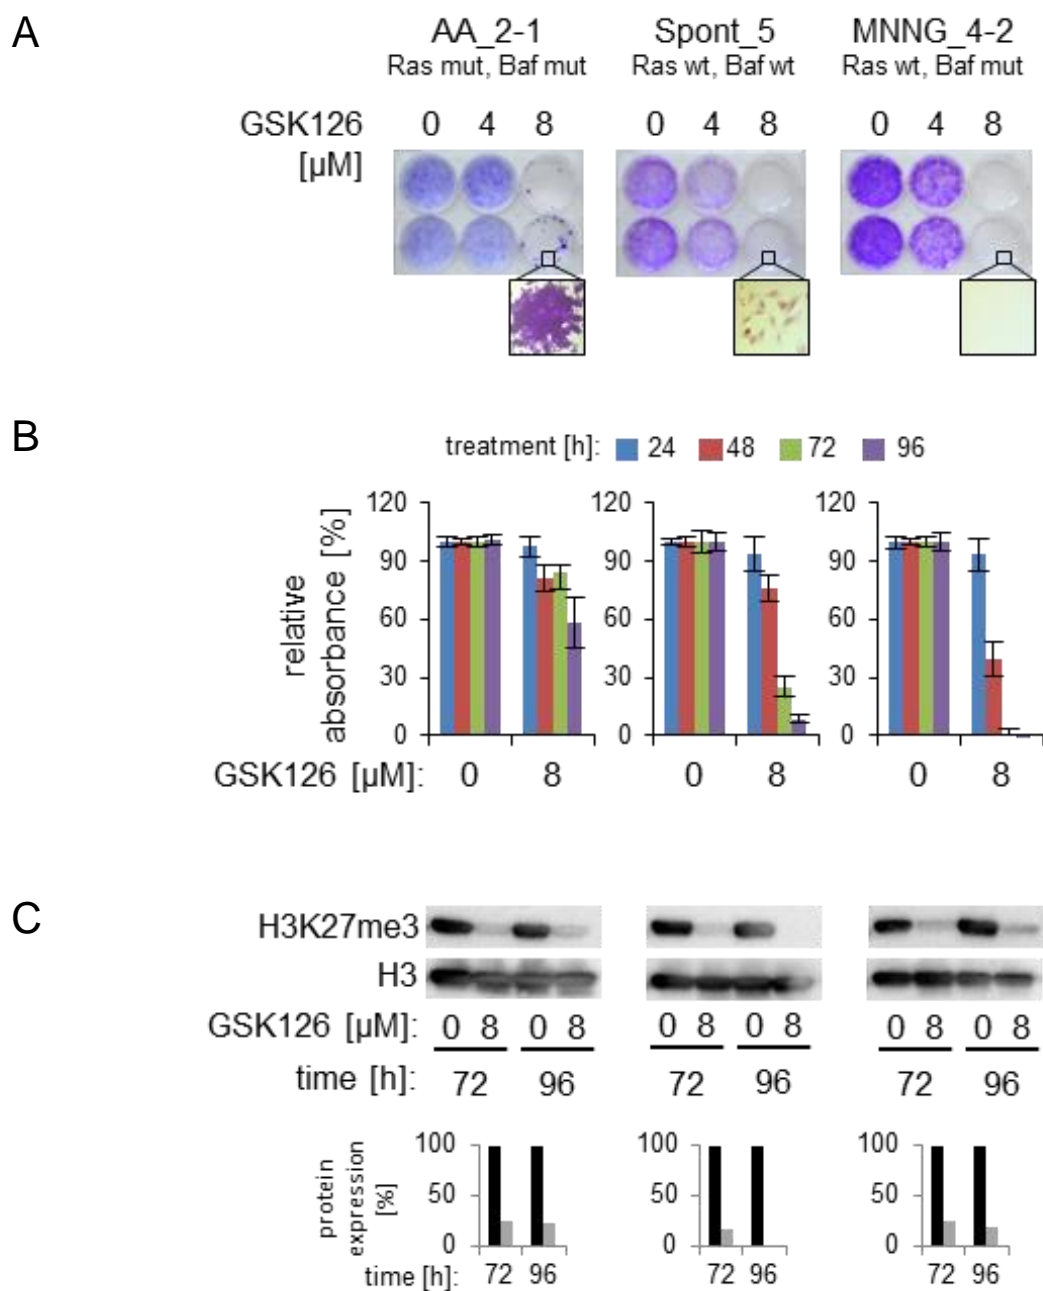 A
AA_2-1 Spont_5 MNNG_4-2
Ras mut, Baf mut Ras wt, Baf wt Ras wt, Baf mut
GSK126 0 4 8 0 4 8 0 4 8
[µM]
B
treatment [h]: 24 48 72 96
relative absorbance [%]
120 120 120
90 90 90
60 60 60
30 30 30
0 0 0
GSK126 [µM]: 0 8 0 8 0 8
C
H3K27me3
H3
GSK126 [µM]: 0 8 0 8 0 8 0 8 0 8 0 8
time [h]: 72 96 72 96 72 96
protein expression [%]
100 100 100
50 50 50
0 0 0
time [h]: 72 96 72 96 72 96